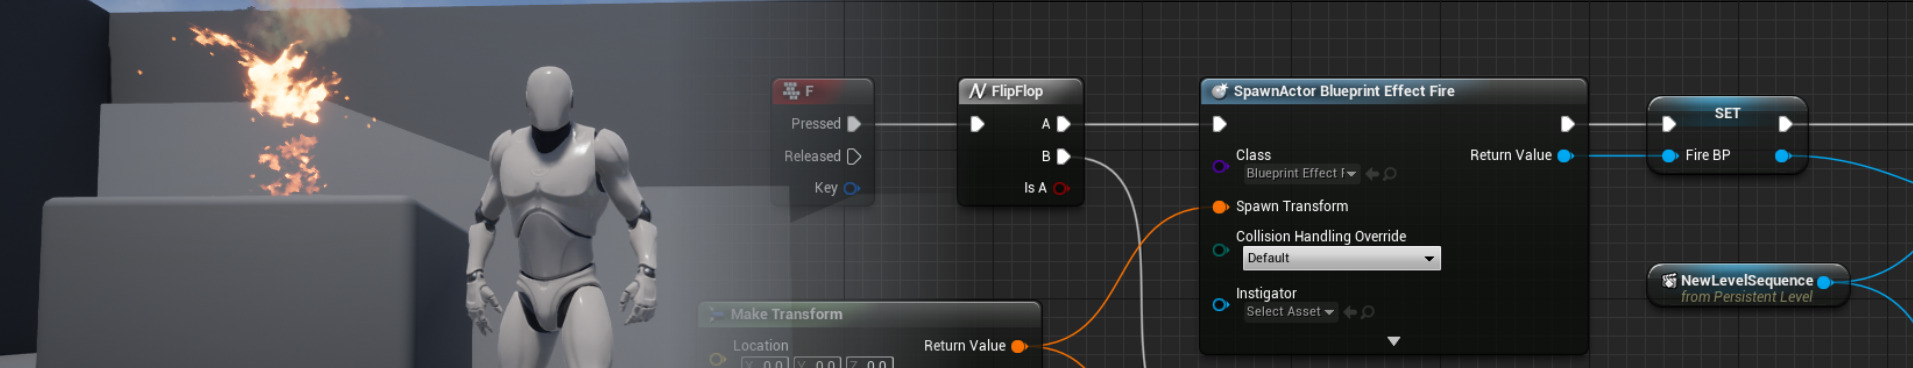 F
Pressed
Released
Key
FlipFlop
A
B
Is A
SpawnActor Blueprint Effect Fire
Class
Blueprint Effect F
Return Value
Spawn Transform
Collision Handling Override
Default
Instigator
Select Asset
SET
Fire BP
NewLevelSequence
from Persistent Level
Make Transform
Location
Return Value
X 0.0 Y 0.0 Z 0.0